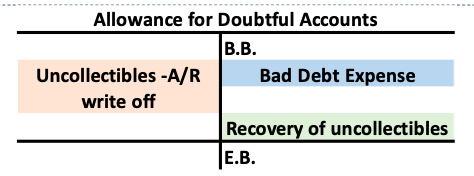 Allowance for Doubtful Accounts
B.B.
Uncollectibles -A/R
write off
Bad Debt Expense
Recovery of uncollectibles
E.B.